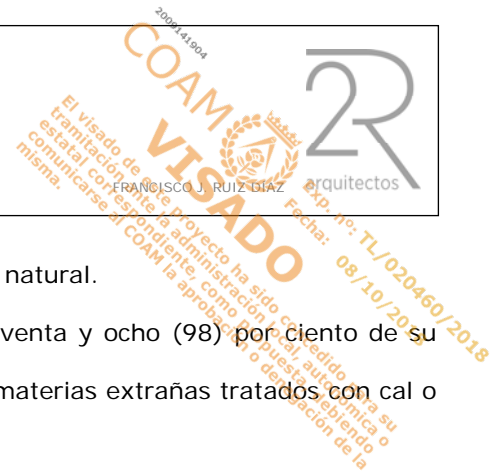 2009141904
COAM
VISADO
El visado de este proyecto ha sido concedido para su
tramitación ante la administración local, autonómica o
estatal correspondiente, como propuesta debiendo
comunicarse al COAM la aprobación o denegación de la
misma.
Exp. nº: TL/020460/2018
Fecha: 08/10/2018
2R
arquitectos
FRANCISCO J. RUIZ DÍAZ
natural.
venta y ocho (98) por ciento de su
materias extrañas tratados con cal o